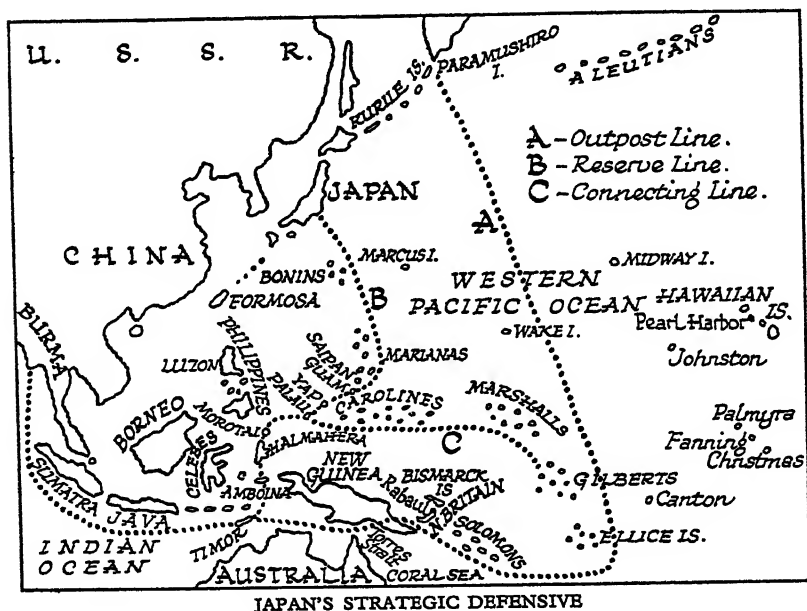 U. S. S. R.
PARAMUSHIRO
I.
ALEUTIANS
KURILE IS.
A - Outpost Line.
B - Reserve Line.
C - Connecting Line.
JAPAN
A
CHINA
MARCUS I.
MIDWAY I.
BONINS
WESTERN
PACIFIC OCEAN
HAWAIIAN
IS.
B
FORMOSA
Pearl Harbor
WAKE I.
BURMA
PHILIPPINES
LUZON
SAIPAN
GUAM
MARIANAS
Johnston
YAP
PALAU
CAROLINES
MARSHALLS
BORNEO
MOROTAI
Palmyra
Fanning
Christmas
CELEBES
HALMAHERA
C
NEW
GUINEA
BISMARCK
IS
GILBERTS
SUMATRA
JAVA
AMBOINA
Rabaul
N. BRITAIN
Canton
SOLOMONS
ELLICE IS.
INDIAN
OCEAN
TIMOR
Torres
Strait
AUSTRALIA
CORAL SEA
JAPAN'S STRATEGIC DEFENSIVE